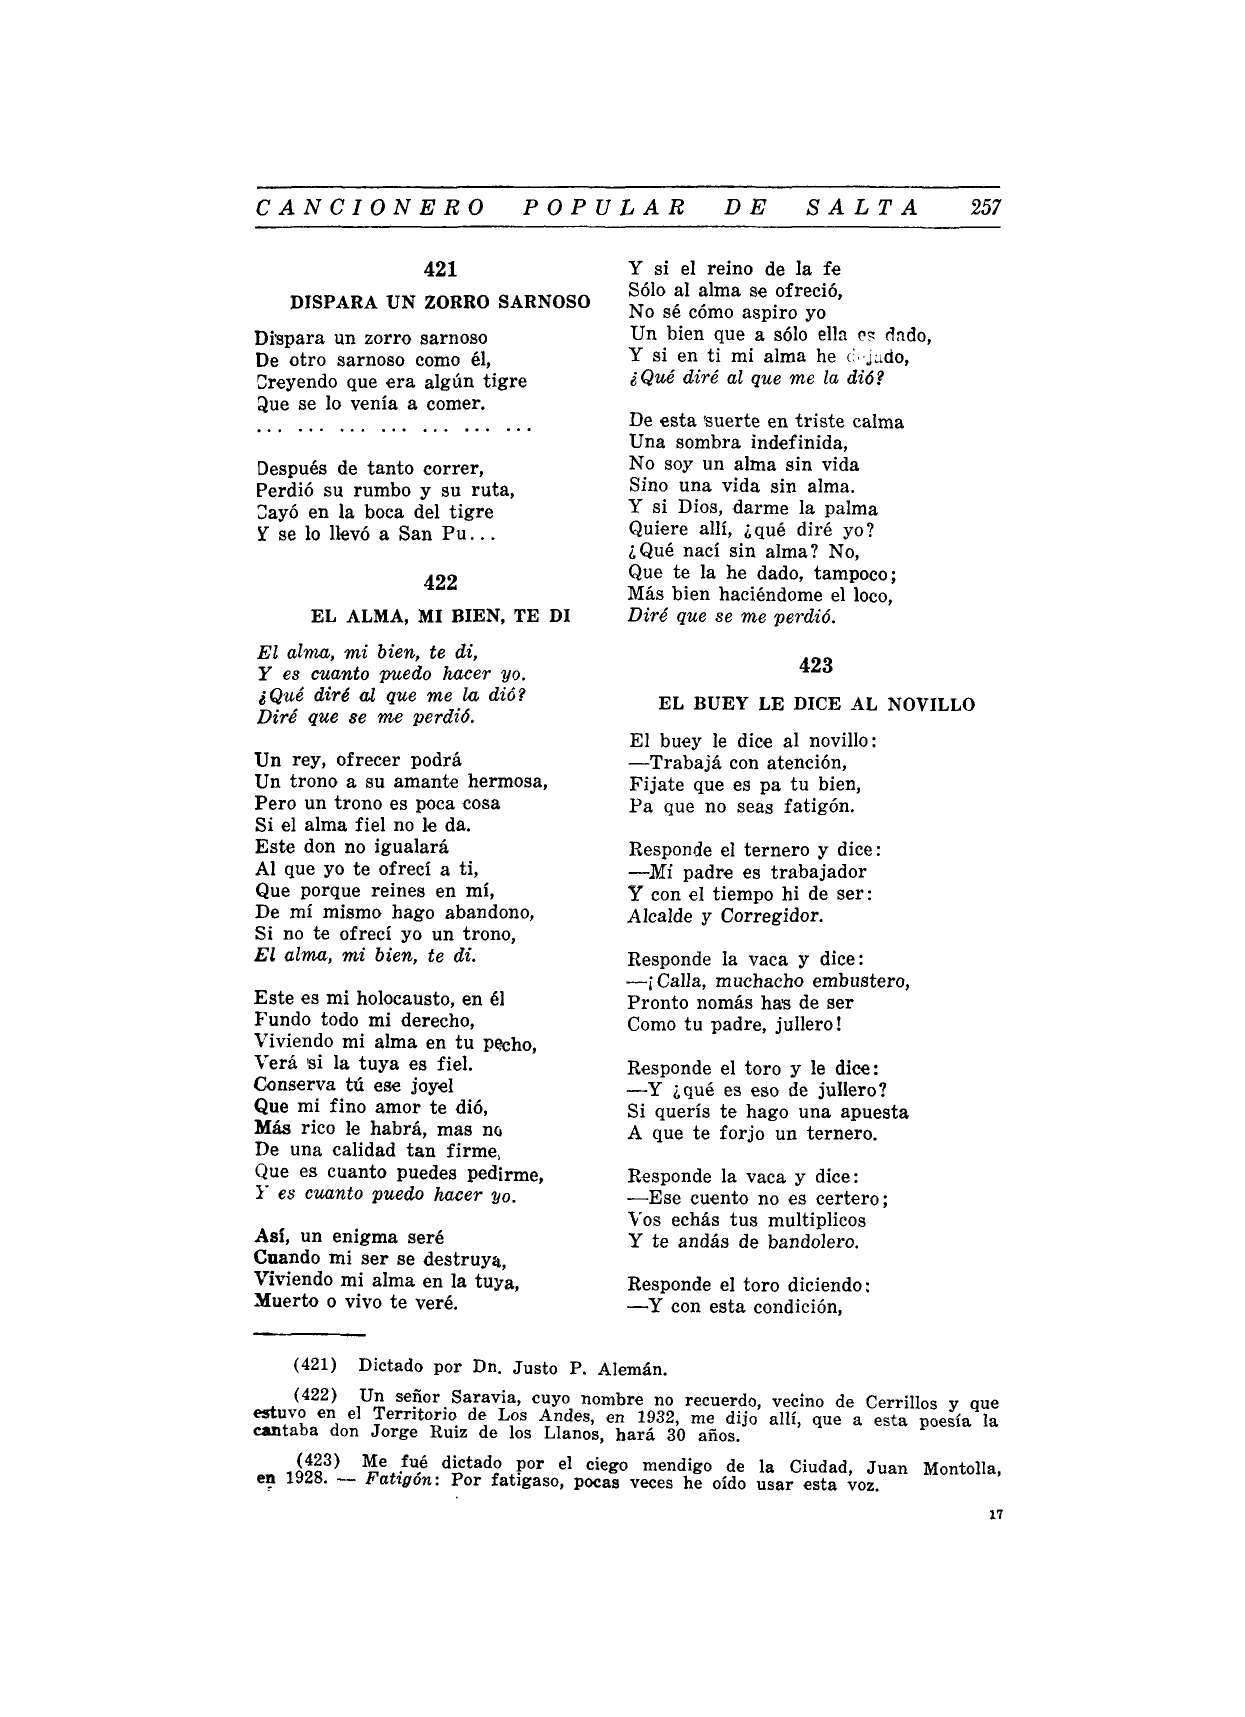 CANCIONERO POPULAR DE SALTA 257
421
DISPARA UN ZORRO SARNOSO
Dispara un zorro sarnoso
De otro sarnoso como él,
Creyendo que era algún tigre
Que se lo venía a comer.
... ... ... ... ... ... ...
Después de tanto correr,
Perdió su rumbo y su ruta,
Cayó en la boca del tigre
Y se lo llevó a San Pu...
422
EL ALMA, MI BIEN, TE DI
El alma, mi bien, te di,
Y es cuanto puedo hacer yo.
¿Qué diré al que me la dió?
Diré que se me perdió.
Un rey, ofrecer podrá
Un trono a su amante hermosa,
Pero un trono es poca cosa
Si el alma fiel no le da.
Este don no igualará
Al que yo te ofrecí a ti,
Que porque reines en mí,
De mí mismo hago abandono,
Si no te ofrecí yo un trono,
El alma, mi bien, te di.
Este es mi holocausto, en él
Fundo todo mi derecho,
Viviendo mi alma en tu pecho,
Verá si la tuya es fiel.
Conserva tú ese joyel
Que mi fino amor te dió,
Más rico le habrá, mas no
De una calidad tan firme,
Que es cuanto puedes pedirme,
Y es cuanto puedo hacer yo.
Así, un enigma seré
Cuando mi ser se destruya,
Viviendo mi alma en la tuya,
Muerto o vivo te veré.
Y si el reino de la fe
Sólo al alma se ofreció,
No sé cómo aspiro yo
Un bien que a sólo ella es dado,
Y si en ti mi alma he dejado,
¿Qué diré al que me la dió?
De esta suerte en triste calma
Una sombra indefinida,
No soy un alma sin vida
Sino una vida sin alma.
Y si Dios, darme la palma
Quiere allí, ¿qué diré yo?
¿Qué nací sin alma? No,
Que te la he dado, tampoco;
Más bien haciéndome el loco,
Diré que se me perdió.
423
EL BUEY LE DICE AL NOVILLO
El buey le dice al novillo:
—Trabajá con atención,
Fijate que es pa tu bien,
Pa que no seas fatigón.
Responde el ternero y dice:
—Mi padre es trabajador
Y con el tiempo hi de ser:
Alcalde y Corregidor.
Responde la vaca y dice:
—¡Calla, muchacho embustero,
Pronto nomás has de ser
Como tu padre, jullero!
Responde el toro y le dice:
—Y ¿qué es eso de jullero?
Si querís te hago una apuesta
A que te forjo un ternero.
Responde la vaca y dice:
—Ese cuento no es certero;
Vos echás tus multiplicos
Y te andás de bandolero.
Responde el toro diciendo:
—Y con esta condición,
(421) Dictado por Dn. Justo P. Alemán.
(422) Un señor Saravia, cuyo nombre no recuerdo, vecino de Cerrillos y que
estuvo en el Territorio de Los Andes, en 1932, me dijo allí, que a esta poesía la
cantaba don Jorge Ruiz de los Llanos, hará 30 años.
(423) Me fué dictado por el ciego mendigo de la Ciudad, Juan Montolla,
en 1928. — Fatigón: Por fatigaso, pocas veces he oído usar esta voz.
17